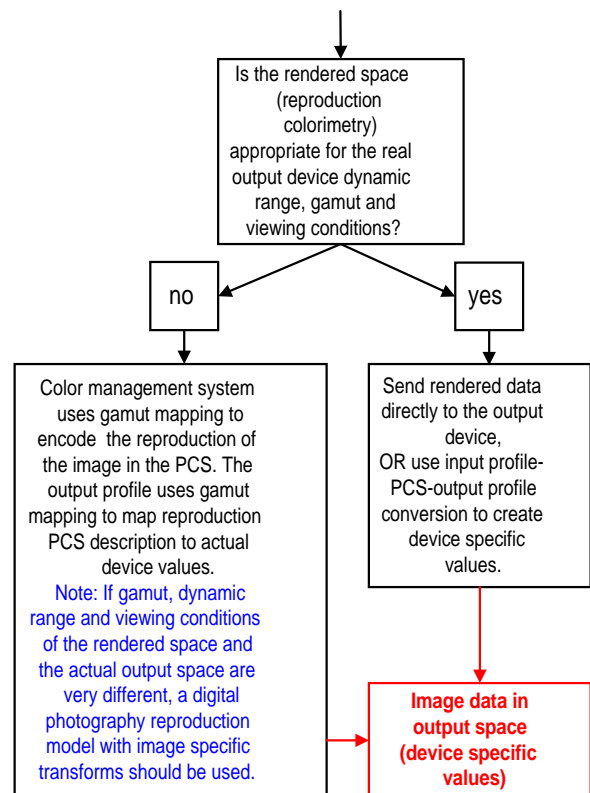 Is the rendered space
(reproduction
colorimetry)
appropriate for the real
output device dynamic
range, gamut and
viewing conditions?
no
yes
Color management system
uses gamut mapping to
encode the reproduction of
the image in the PCS. The
output profile uses gamut
mapping to map reproduction
PCS description to actual
device values.
Note: If gamut, dynamic
range and viewing conditions
of the rendered space and
the actual output space are
very different, a digital
photography reproduction
model with image specific
transforms should be used.
Send rendered data
directly to the output
device,
OR use input profile-
PCS-output profile
conversion to create
device specific
values.
Image data in
output space
(device specific
values)